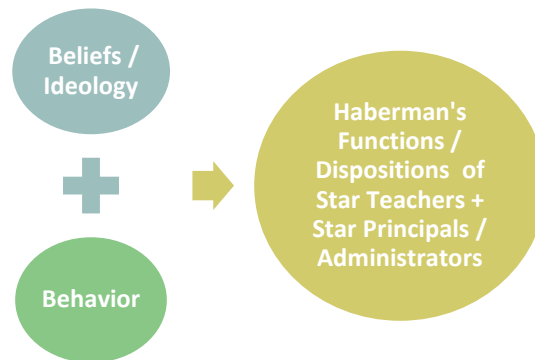 Beliefs /
Ideology
Behavior
Haberman's
Functions /
Dispositions of
Star Teachers +
Star Principals /
Administrators